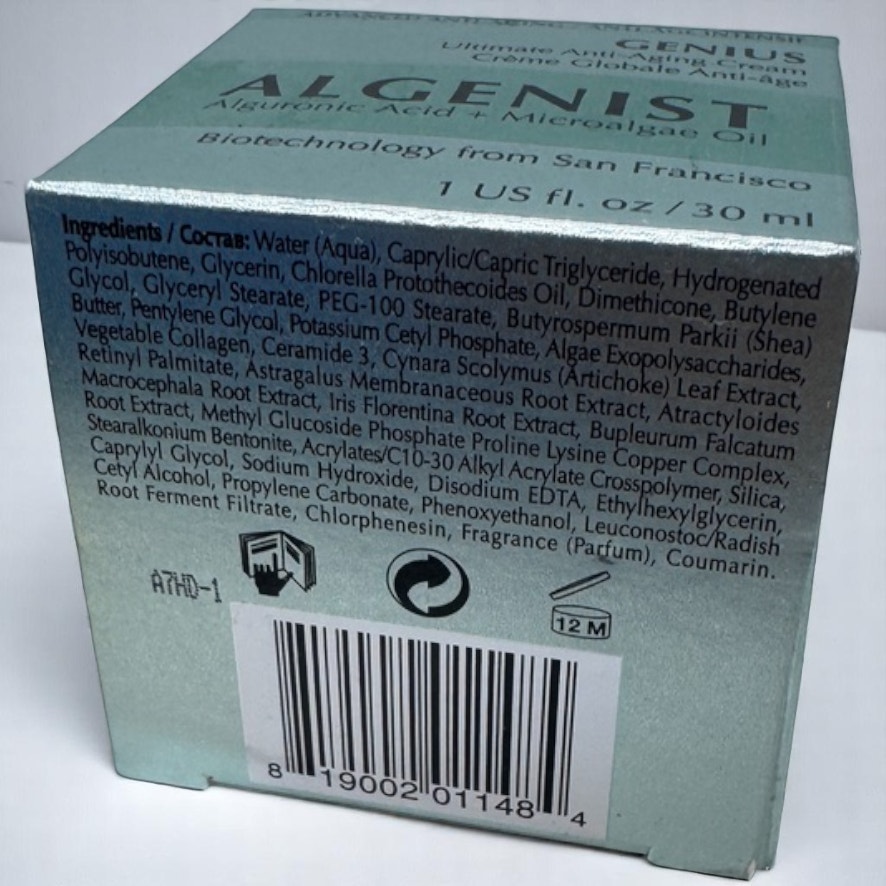 ADVANCED ANTI-AGING / ANTI-ÂGE INTENSIF
GENIUS
Ultimate Anti-Aging Cream
Crème Globale Anti-âge
ALGENIST
Alguronic Acid + Microalgae Oil
Biotechnology from San Francisco
1 US fl. oz / 30 ml
Ingredients / Состав: Water (Aqua), Caprylic/Capric Triglyceride, Hydrogenated
Polyisobutene, Glycerin, Chlorella Protothecoides Oil, Dimethicone, Butylene
Glycol, Glyceryl Stearate, PEG-100 Stearate, Butyrospermum Parkii (Shea)
Butter, Pentylene Glycol, Potassium Cetyl Phosphate, Algae Exopolysaccharides,
Vegetable Collagen, Ceramide 3, Cynara Scolymus (Artichoke) Leaf Extract,
Retinyl Palmitate, Astragalus Membranaceous Root Extract, Atractyloides
Macrocephala Root Extract, Iris Florentina Root Extract, Bupleurum Falcatum
Root Extract, Methyl Glucoside Phosphate Proline Lysine Copper Complex,
Stearalkonium Bentonite, Acrylates/C10-30 Alkyl Acrylate Crosspolymer, Silica,
Caprylyl Glycol, Sodium Hydroxide, Disodium EDTA, Ethylhexylglycerin,
Cetyl Alcohol, Propylene Carbonate, Phenoxyethanol, Leuconostoc/Radish
Root Ferment Filtrate, Chlorphenesin, Fragrance (Parfum), Coumarin.
A7HD-1
12 M
8 19002 01148 4